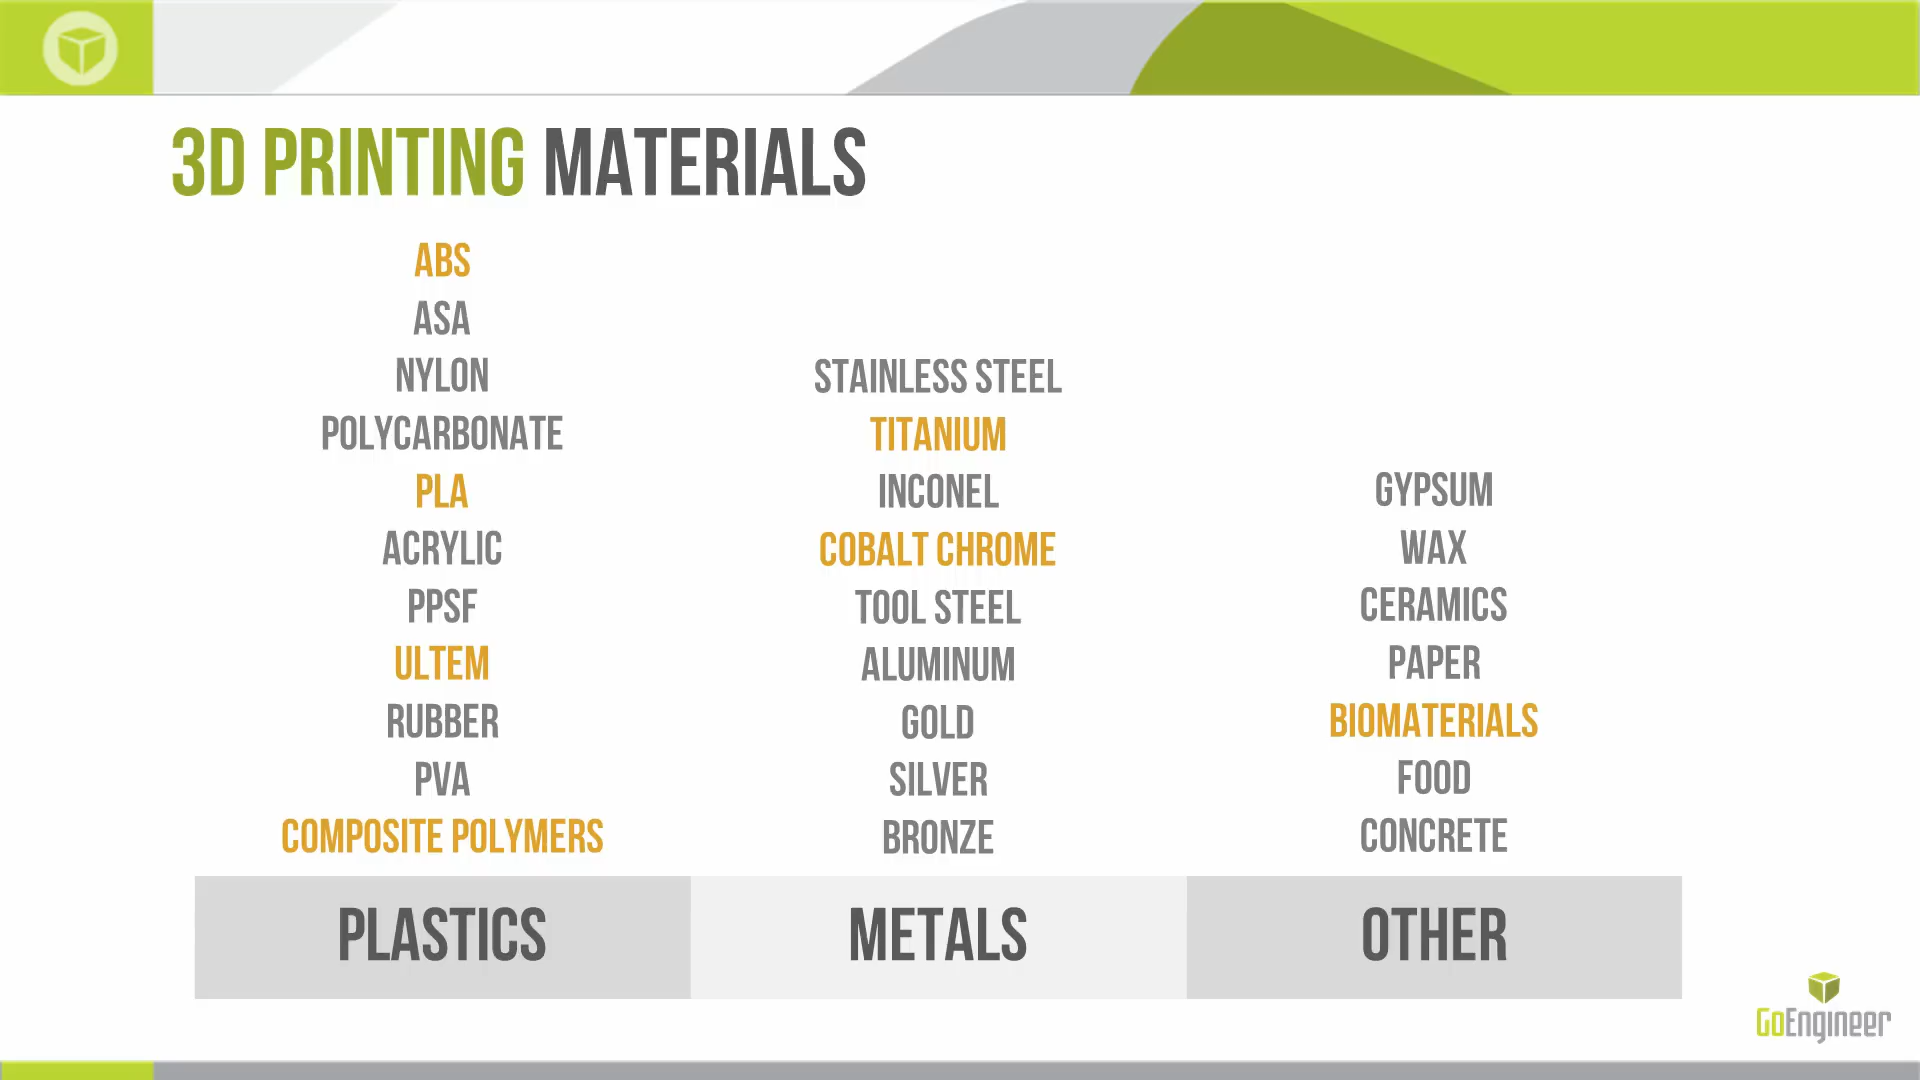 3D PRINTING MATERIALS
ABS
ASA
NYLON
POLYCARBONATE
PLA
ACRYLIC
PPSF
ULTEM
RUBBER
PVA
COMPOSITE POLYMERS
PLASTICS
STAINLESS STEEL
TITANIUM
INCONEL
COBALT CHROME
TOOL STEEL
ALUMINUM
GOLD
SILVER
BRONZE
METALS
GYPSUM
WAX
CERAMICS
PAPER
BIOMATERIALS
FOOD
CONCRETE
OTHER
GoEngineer